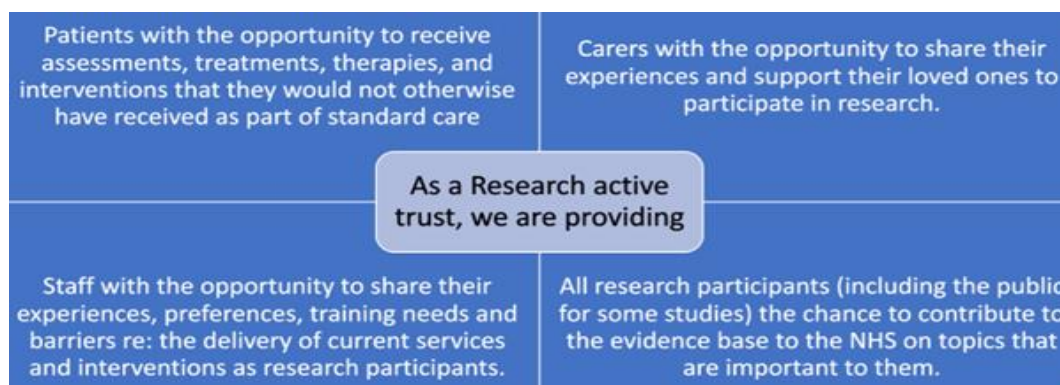 Patients with the opportunity to receive
assessments, treatments, therapies, and
interventions that they would not otherwise
have received as part of standard care
Carers with the opportunity to share their
experiences and support their loved ones to
participate in research.
As a Research active
trust, we are providing
Staff with the opportunity to share their
experiences, preferences, training needs and
barriers re: the delivery of current services
and interventions as research participants.
All research participants (including the public
for some studies) the chance to contribute to
the evidence base to the NHS on topics that
are important to them.